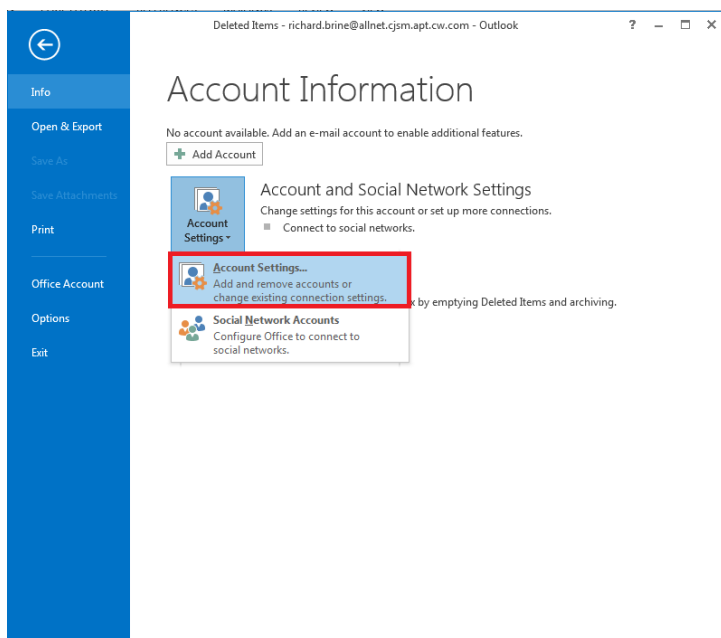 Deleted Items - richard.brine@allnet.cjsm.apt.cw.com - Outlook
?
Info
Open & Export
Save As
Save Attachments
Print
Office Account
Options
Exit
Account Information
No account available. Add an e-mail account to enable additional features.
Add Account
Account
Settings
Account and Social Network Settings
Change settings for this account or set up more connections.
Connect to social networks.
Account Settings...
Add and remove accounts or
change existing connection settings.
by emptying Deleted Items and archiving.
Social Network Accounts
Configure Office to connect to
social networks.